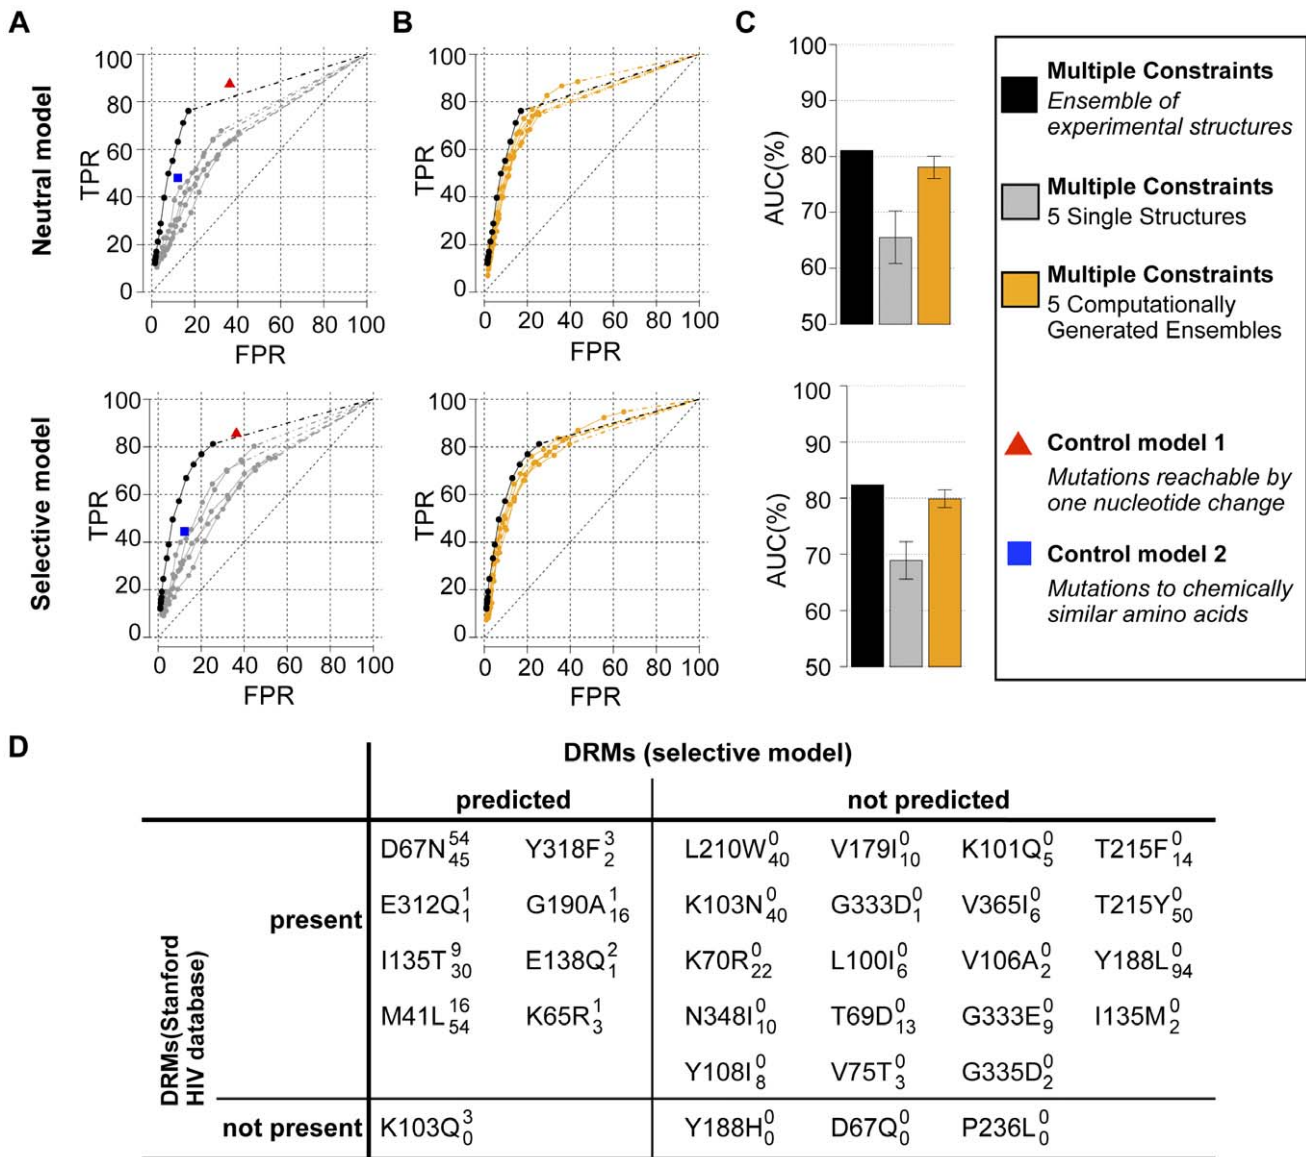 A
B
C
Neutral model
TPR
100
80
60
40
20
0
0 20 40 60 80 100
FPR
0 20 40 60 80 100
FPR
AUC(%)
100
90
80
70
60
50
Selective model
TPR
100
80
60
40
20
0
0 20 40 60 80 100
FPR
100
80
60
40
20
0
0 20 40 60 80 100
FPR
AUC(%)
100
90
80
70
60
50
Multiple Constraints
Ensemble of
experimental structures
Multiple Constraints
5 Single Structures
Multiple Constraints
5 Computationally
Generated Ensembles
Control model 1
Mutations reachable by
one nucleotide change
Control model 2
Mutations to chemically
similar amino acids
D
DRMs (selective model)
predicted not predicted
DRMs(Stanford
HIV database)
present
D67N 54 45 Y318F 3 2 L210W 0 40 V179I 0 10 K101Q 0 5 T215F 0 14
E312Q 1 1 G190A 1 16 K103N 0 40 G333D 0 1 V365I 0 6 T215Y 0 50
I135T 9 30 E138Q 2 1 K70R 0 22 L100I 0 6 V106A 0 2 Y188L 0 94
M41L 16 54 K65R 1 3 N348I 0 10 T69D 0 13 G333E 0 9 I135M 0 2
Y108I 0 8 V75T 0 3 G335D 0 2
not present K103Q 3 0 Y188H 0 0 D67Q 0 0 P236L 0 0